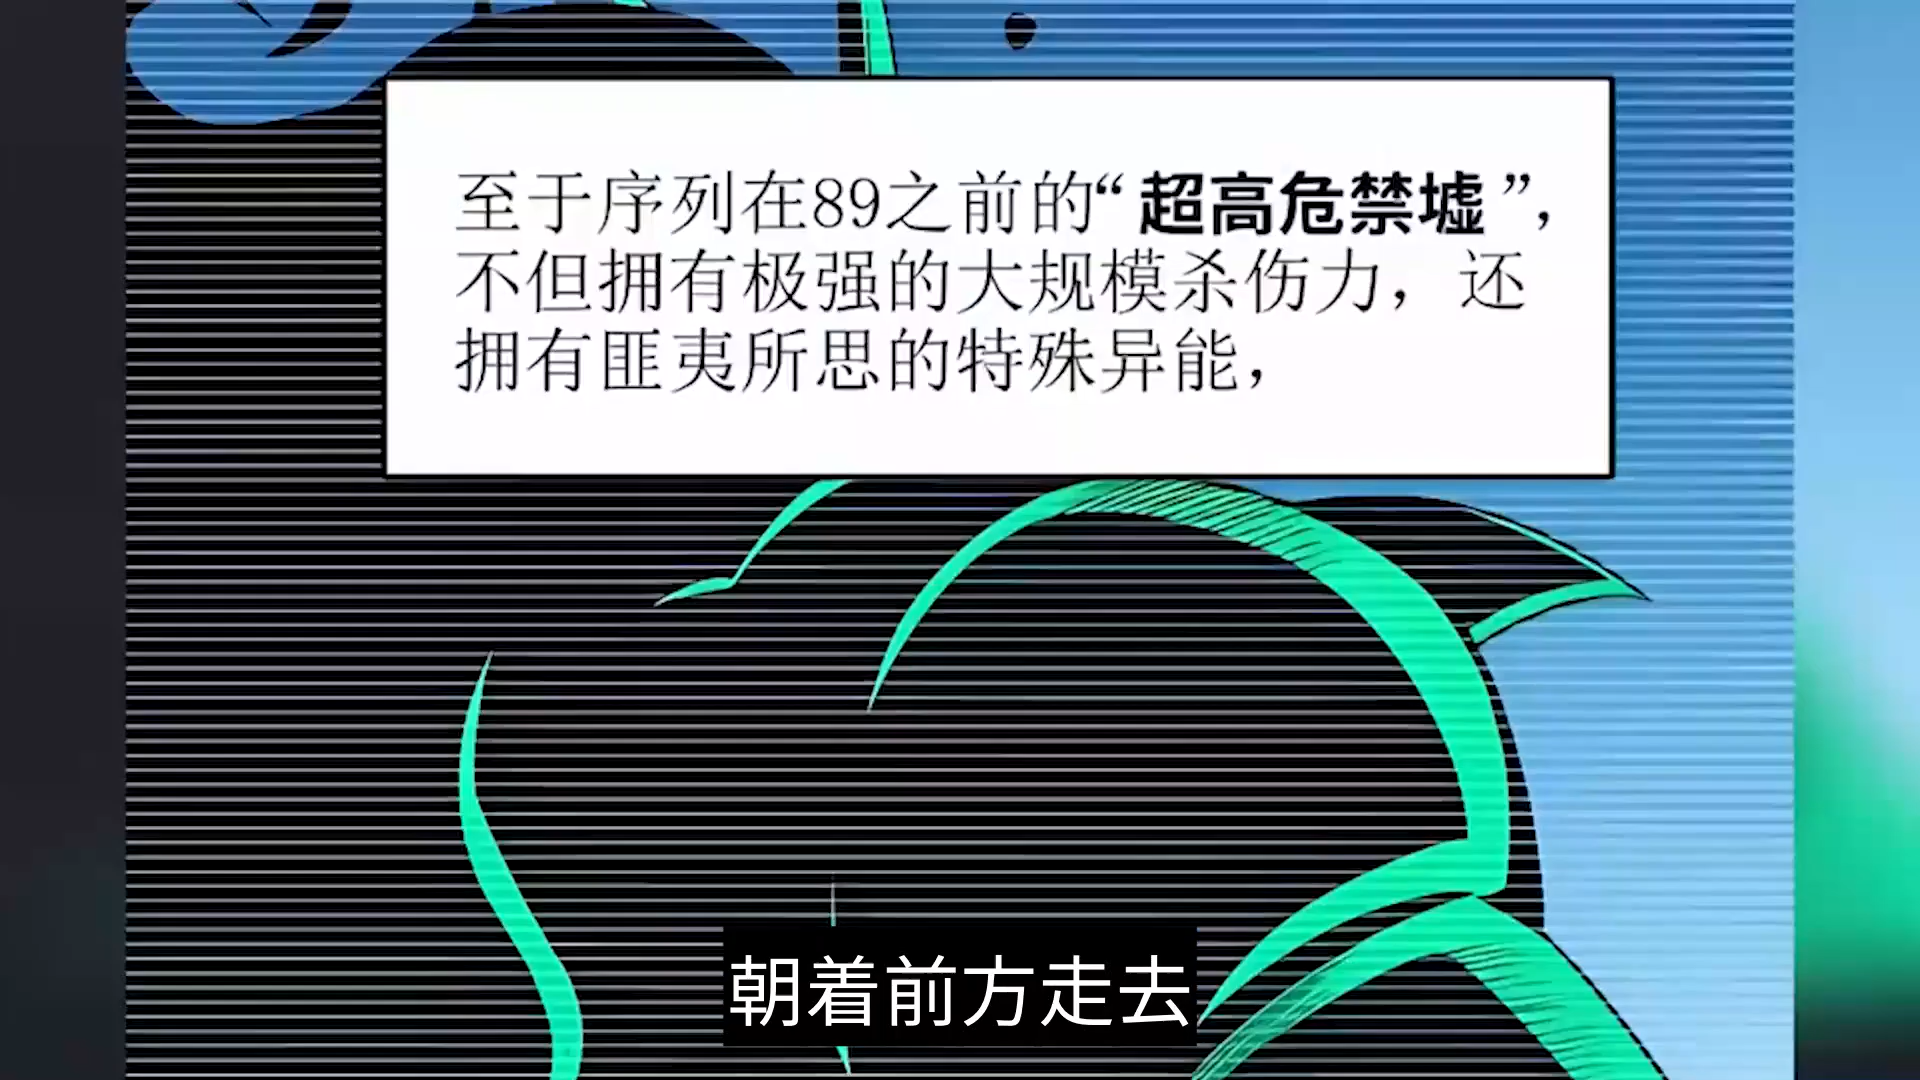 至于序列在89之前的“超高危禁墟”，
不但拥有极强的大规模杀伤力，还
拥有匪夷所思的特殊异能，
朝着前方走去